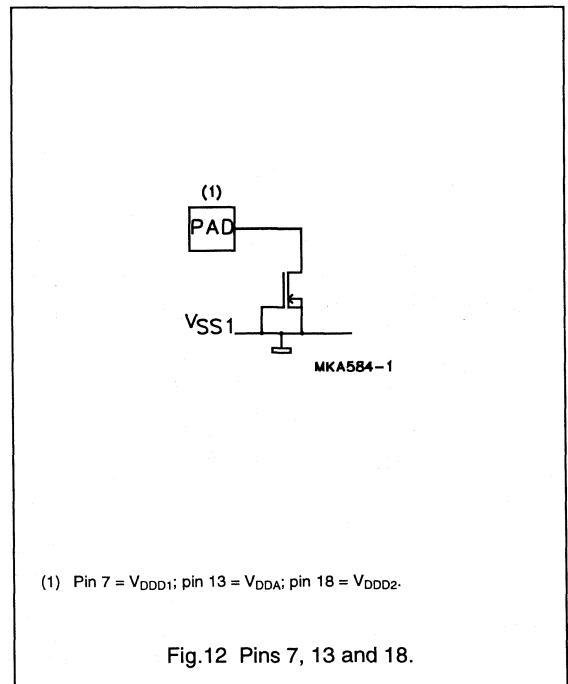 (1)
PAD
VSS1
MKA584-1
(1) Pin 7 = VDDD1; pin 13 = VDDA; pin 18 = VDDD2.
Fig.12 Pins 7, 13 and 18.